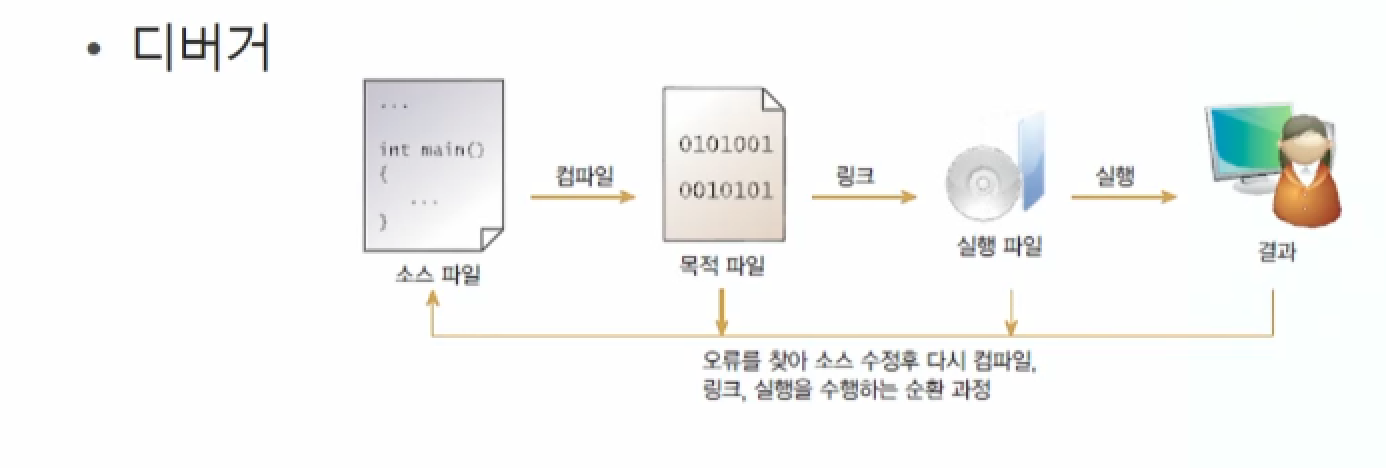 • 디버거
...
int main()
{
...
}
소스 파일
컴파일
0101001
0010101
목적 파일
링크
실행 파일
실행
결과
오류를 찾아 소스 수정후 다시 컴파일,
링크, 실행을 수행하는 순환 과정